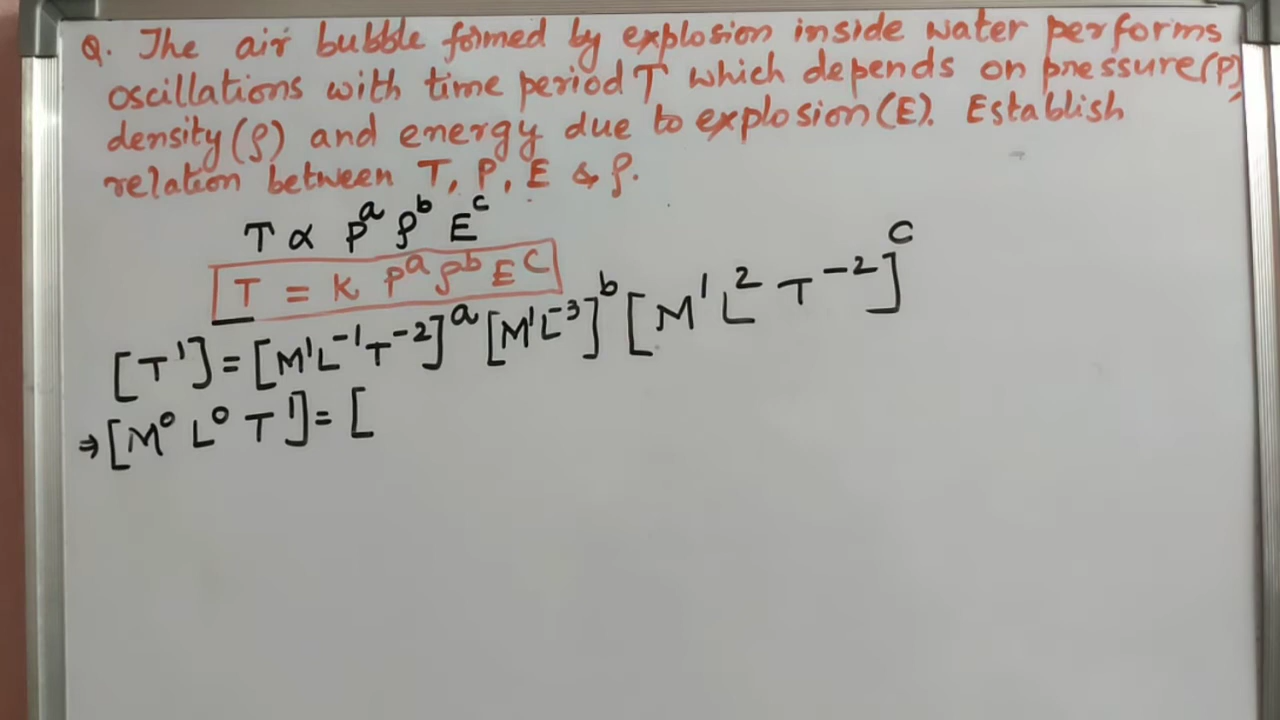 Q. The air bubble formed by explosion inside water performs
oscillations with time period T which depends on pressure(P),
density(ρ) and energy due to explosion(E). Establish
relation between T, P, E & ρ.
T ∝ P^a ρ^b E^c
T = K P^a ρ^b E^c
[T^1] = [M^1 L^-1 T^-2]^a [M^1 L^-3]^b [M^1 L^2 T^-2]^c
⇒ [M^0 L^0 T^1] = [